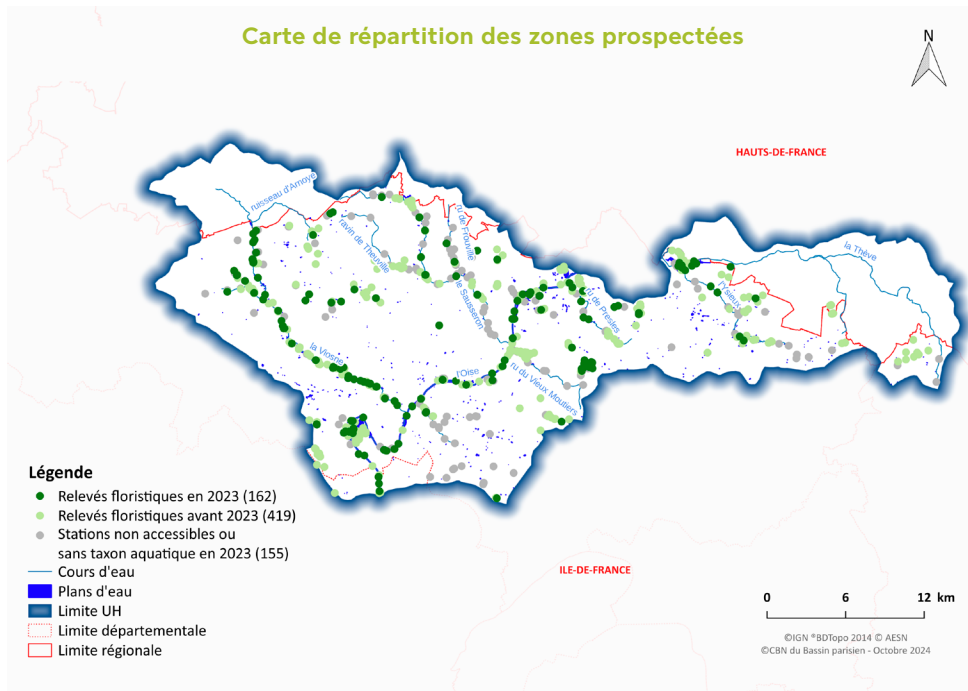 Carte de répartition des zones prospectées
N
HAUTS-DE-FRANCE
ruisseau d'Arnoye
ravin de Theuville
ru de Frouville
la Thève
l'Ysieux
le Sausseron
ru de Presles
la Viosne
l'Oise
ru du Vieux Moutiers
Légende
Relevés floristiques en 2023 (162)
Relevés floristiques avant 2023 (419)
Stations non accessibles ou
sans taxon aquatique en 2023 (155)
Cours d'eau
Plans d'eau
Limite UH
Limite départementale
Limite régionale
ILE-DE-FRANCE
0 6 12 km
©IGN ®BDTopo 2014 © AESN
©CBN du Bassin parisien - Octobre 2024